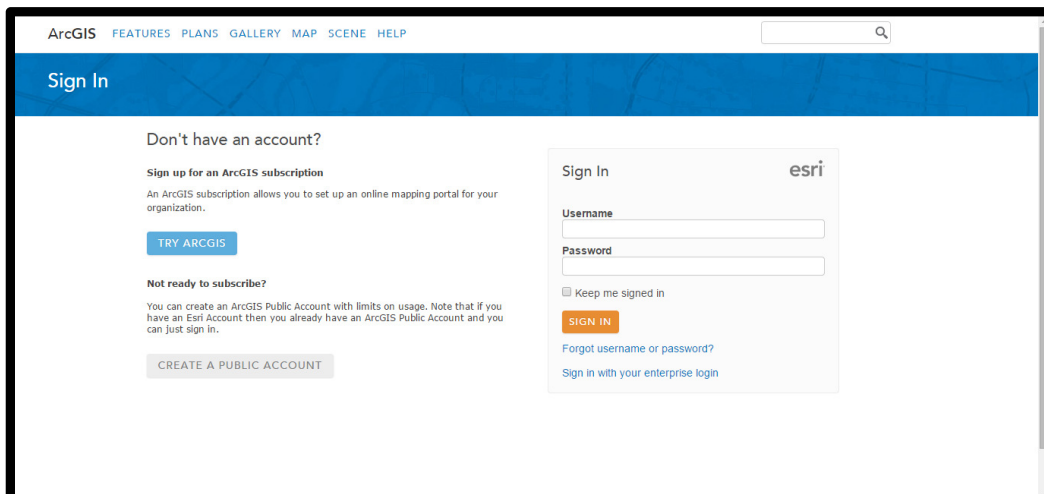 ArcGIS FEATURES PLANS GALLERY MAP SCENE HELP
Sign In
Don't have an account?
Sign up for an ArcGIS subscription
An ArcGIS subscription allows you to set up an online mapping portal for your
organization.
TRY ARCGIS
Not ready to subscribe?
You can create an ArcGIS Public Account with limits on usage. Note that if you
have an Esri Account then you already have an ArcGIS Public Account and you
can just sign in.
CREATE A PUBLIC ACCOUNT
Sign In esri
Username
Password
Keep me signed in
SIGN IN
Forgot username or password?
Sign in with your enterprise login